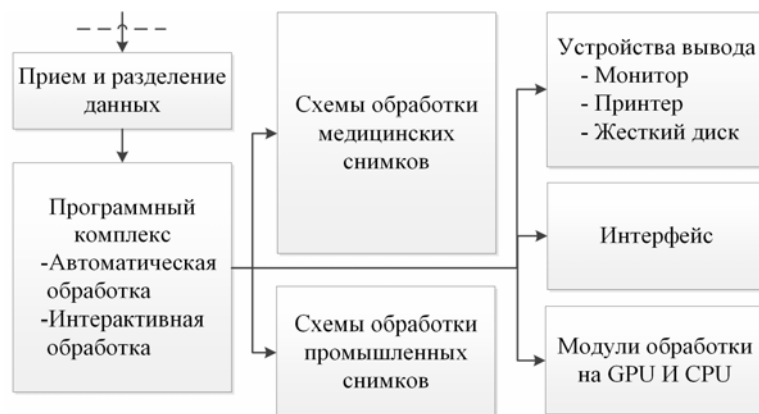 Прием и разделение
данных
Программный
комплекс
-Автоматическая
обработка
-Интерактивная
обработка
Схемы обработки
медицинских
снимков
Схемы обработки
промышленных
снимков
Устройства вывода
- Монитор
- Принтер
- Жесткий диск
Интерфейс
Модули обработки
на GPU И CPU